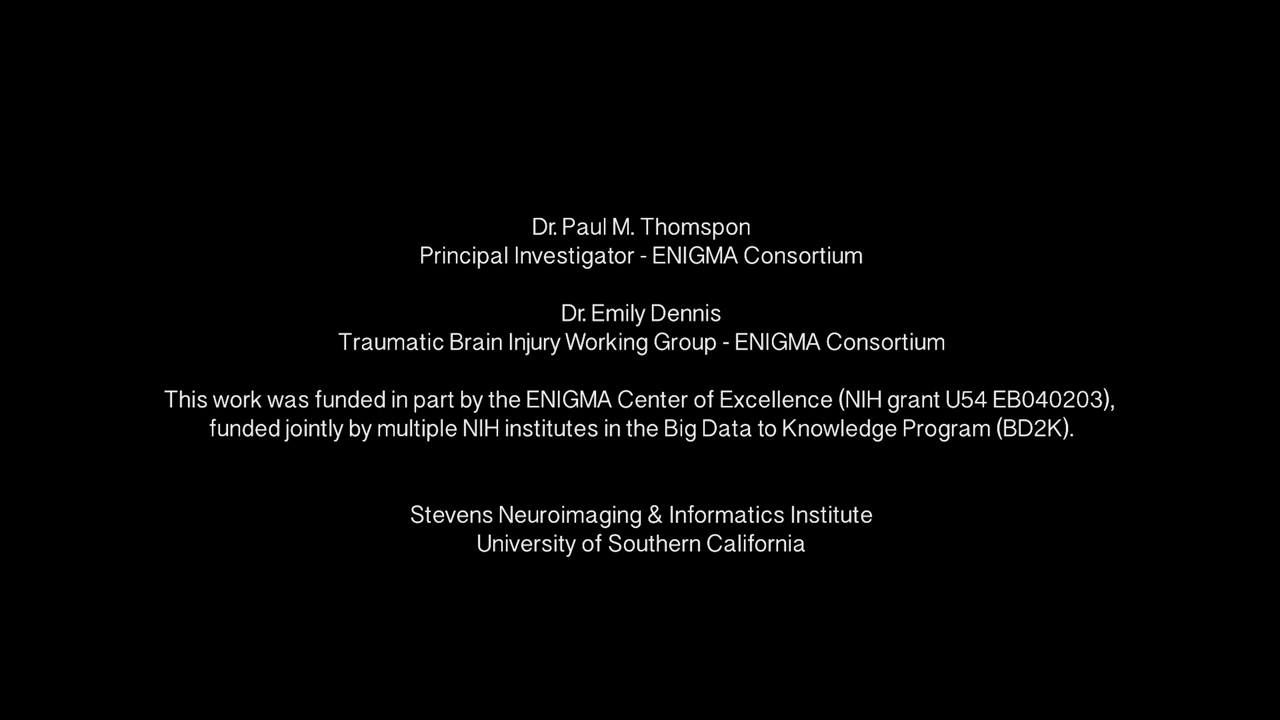 Dr. Paul M. Thomspon
Principal Investigator - ENIGMA Consortium
Dr. Emily Dennis
Traumatic Brain Injury Working Group - ENIGMA Consortium
This work was funded in part by the ENIGMA Center of Excellence (NIH grant U54 EB040203),
funded jointly by multiple NIH institutes in the Big Data to Knowledge Program (BD2K).
Stevens Neuroimaging & Informatics Institute
University of Southern California